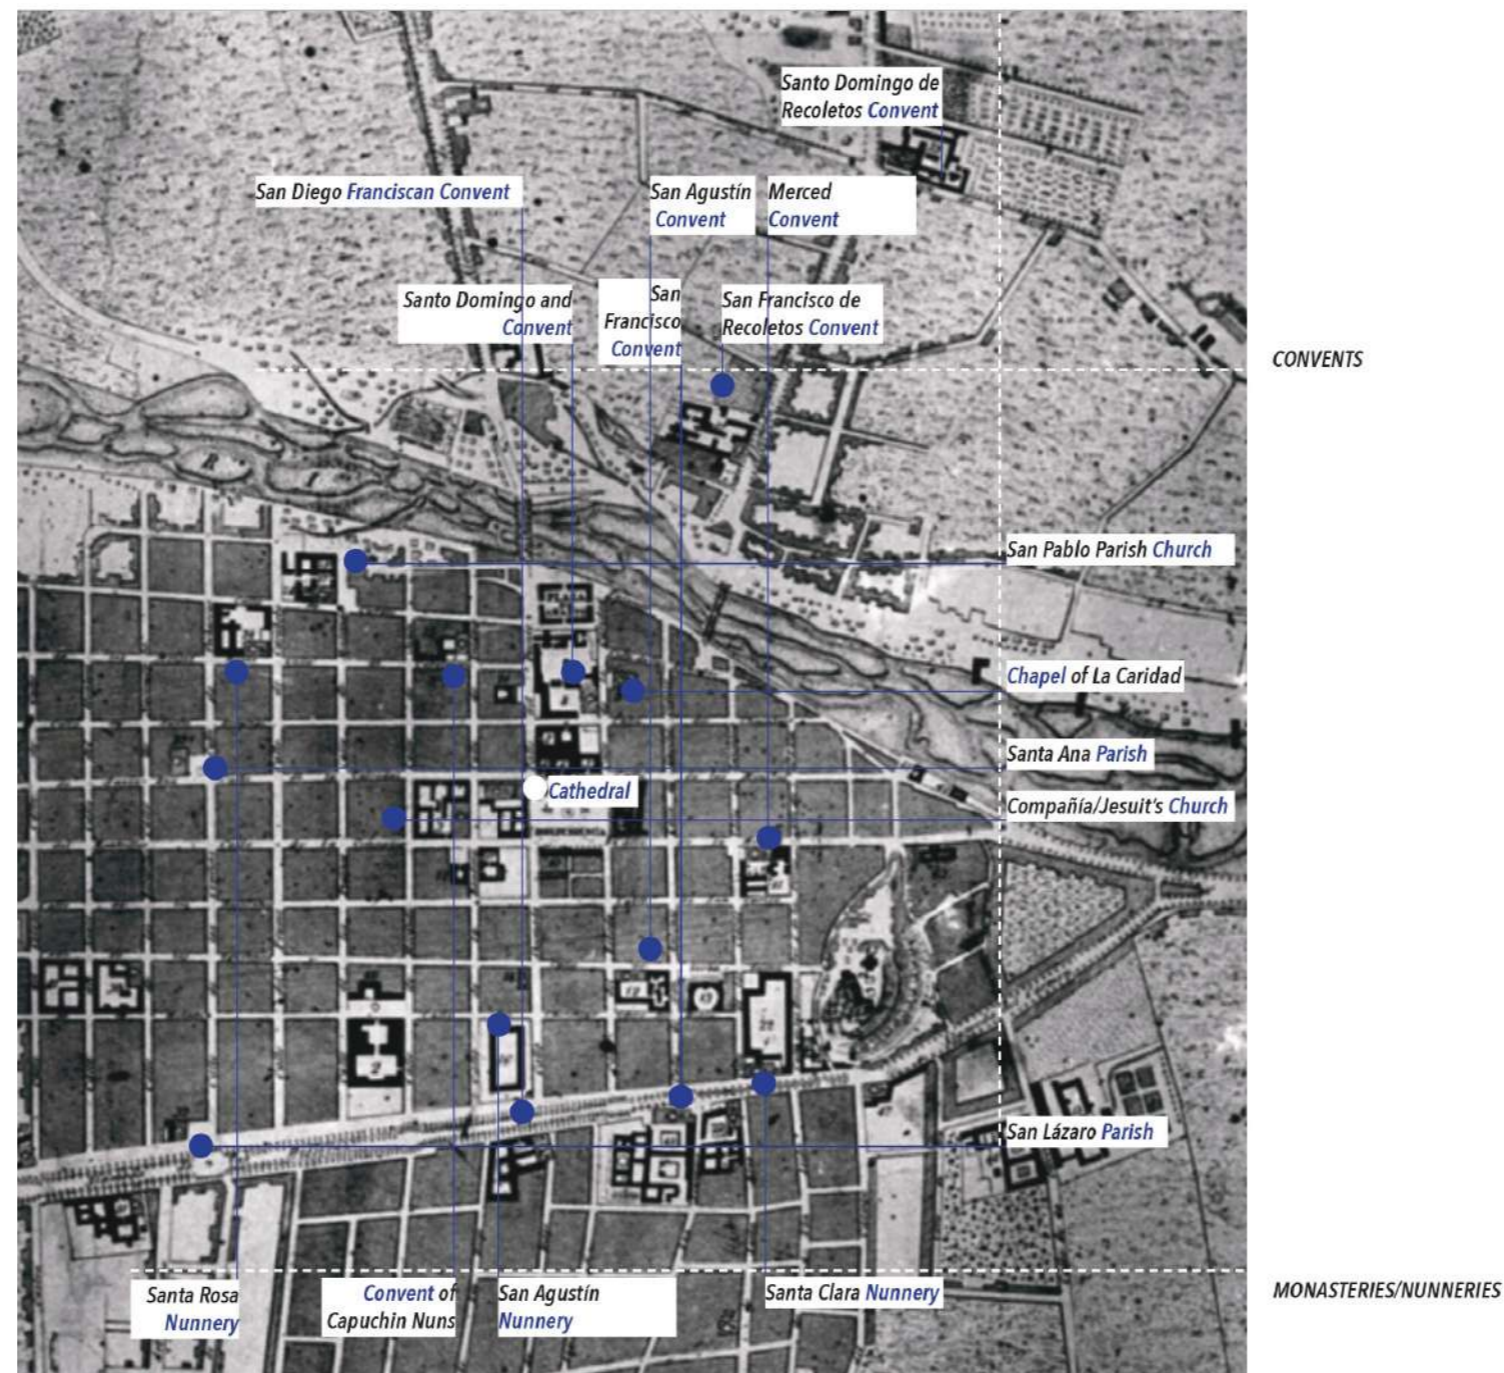 Santo Domingo de
Recoletos Convent
San Diego Franciscan Convent
San Agustín
Convent
Merced
Convent
Santo Domingo and
Convent
San
Francisco
Convent
San Francisco de
Recoletos Convent
CONVENTS
San Pablo Parish Church
Chapel of La Caridad
Santa Ana Parish
Cathedral
Compañía/Jesuit's Church
San Lázaro Parish
Santa Rosa
Nunnery
Convent of
Capuchin Nuns
San Agustín
Nunnery
Santa Clara Nunnery
MONASTERIES/NUNNERIES